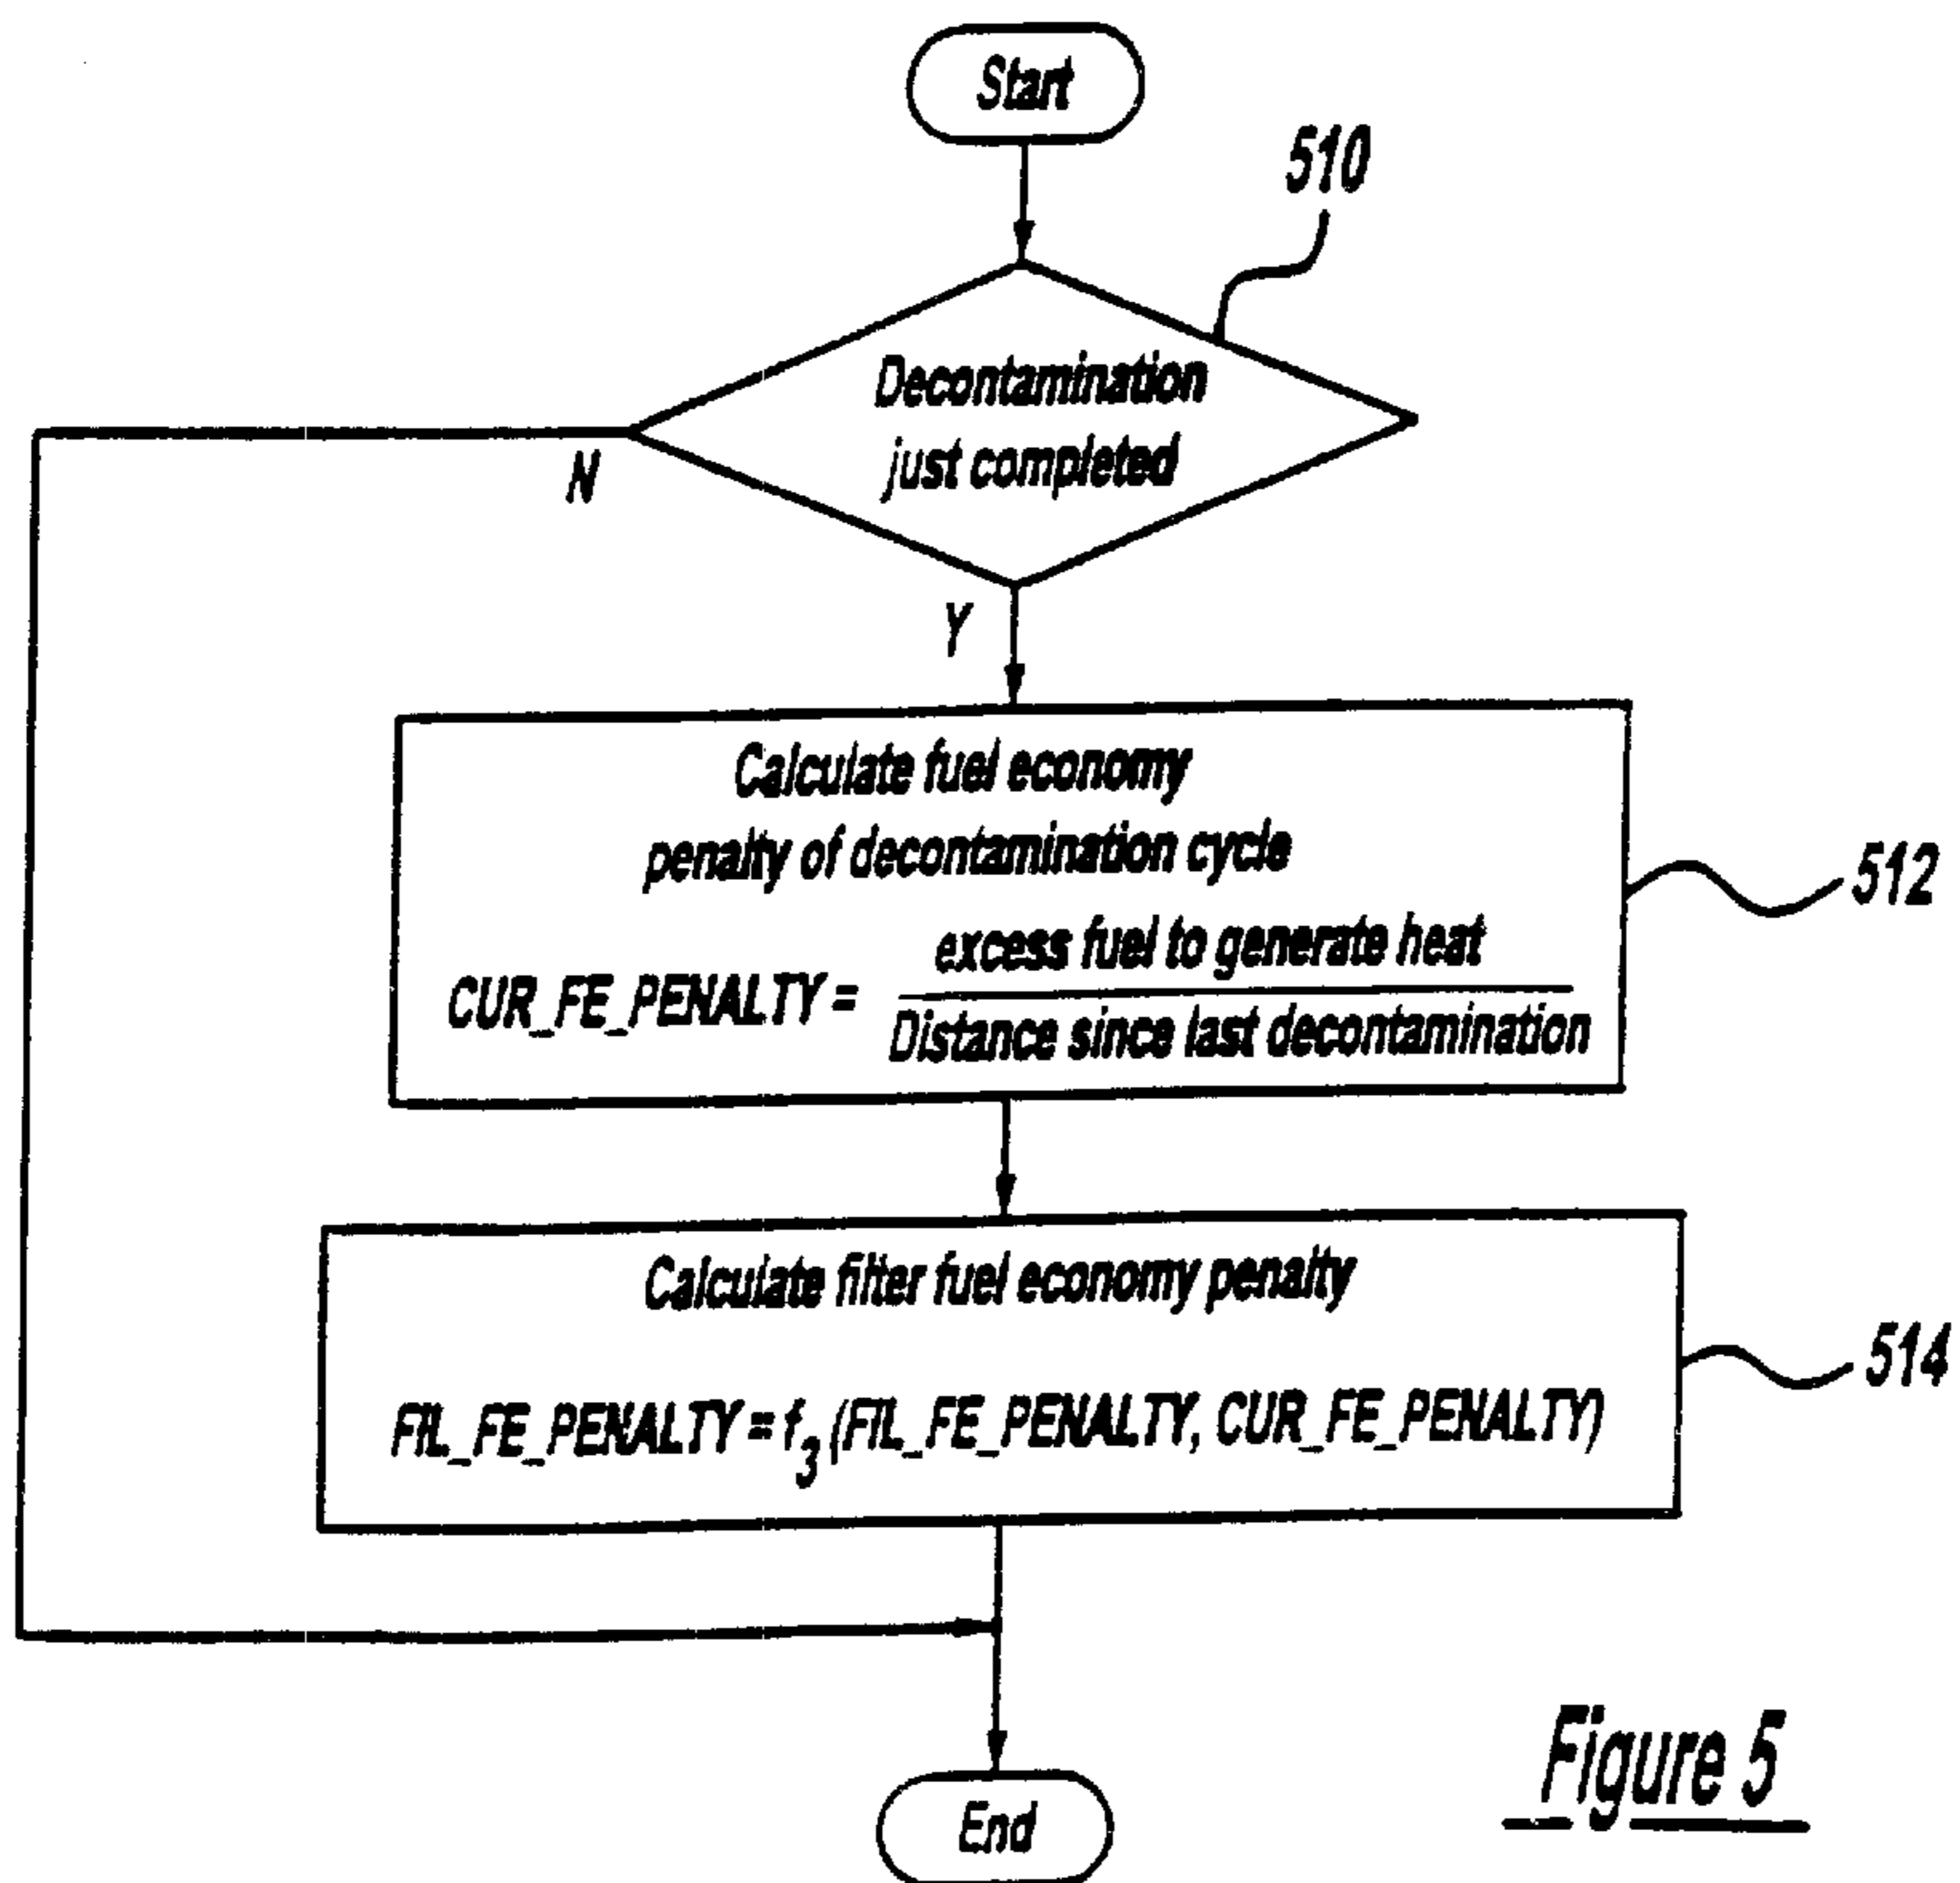 Start
510
Decontamination
just completed
N
Y
Calculate fuel economy
penalty of decontamination cycle
CUR_FE_PENALTY = excess fuel to generate heat
Distance since last decontamination
512
Calculate filter fuel economy penalty
FIL_FE_PENALTY = f3 (FIL_FE_PENALTY, CUR_FE_PENALTY)
514
End
Figure 5